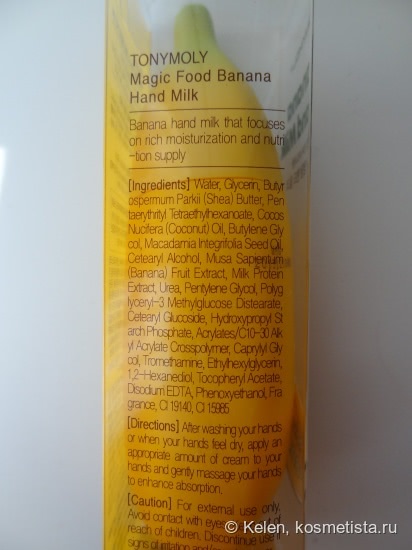 TONYMOLY
Magic Food Banana
Hand Milk
Banana hand milk that focuses
on rich moisturization and nutri
-tion supply
[Ingredients] Water, Glycerin, Butyr
ospermum Parkii (Shea) Butter, Pen
taerythrityl Tetraethylhexanoate, Cocos
Nucifera (Coconut) Oil, Butylene Gly
col, Macadamia Integrifolia Seed Oil,
Cetearyl Alcohol, Musa Sapientum
(Banana) Fruit Extract, Milk Protein
Extract, Urea, Pentylene Glycol, Polyg
lyceryl-3 Methylglucose Distearate,
Cetearyl Glucoside, Hydroxypropyl St
arch Phosphate, Acrylates/C10-30 Alk
yl Acrylate Crosspolymer, Caprylyl Gly
col, Tromethamine, Ethylhexylglycerin,
1,2-Hexanediol, Tocopheryl Acetate,
Disodium EDTA, Phenoxyethanol, Fra
grance, CI 19140, CI 15985
[Directions] After washing your hands
or when your hands feel dry, apply an
appropriate amount of cream to your
hands and gently massage your hands
to enhance absorption.
[Caution] For external use only.
Avoid contact with eyes. of
reach of children. Discontinue use if
signs of irritation and
© Kelen, kosmetista.ru